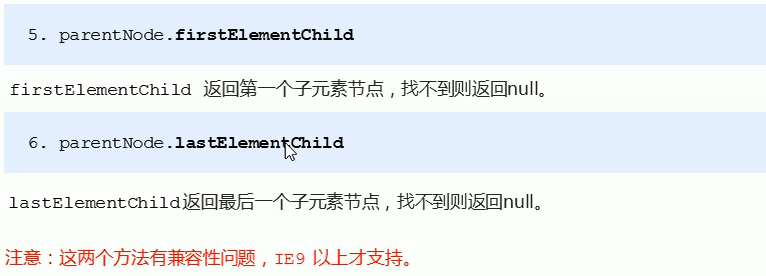 5. parentNode.firstElementChild
firstElementChild 返回第一个子元素节点，找不到则返回null。
6. parentNode.lastElementChild
lastElementChild返回最后一个子元素节点，找不到则返回null。
注意：这两个方法有兼容性问题，IE9 以上才支持。